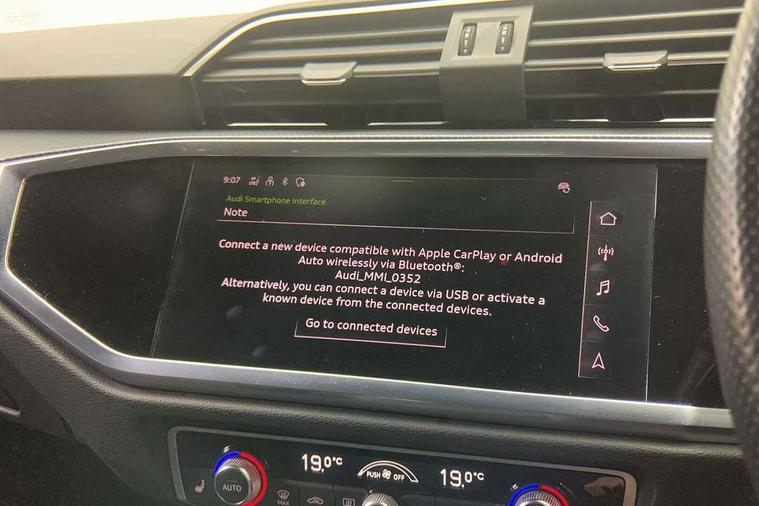 9:07
Audi Smartphone Interface
Note
Connect a new device compatible with Apple CarPlay or Android
Auto wirelessly via Bluetooth®:
Audi_MMI_0352
Alternatively, you can connect a device via USB or activate a
known device from the connected devices.
Go to connected devices
19.0°C
PUSH OFF
19.0°C
AUTO
MAX